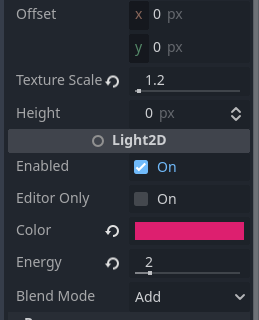 Offset x 0 px
y 0 px
Texture Scale 1.2
Height 0 px
Light2D
Enabled On
Editor Only On
Color
Energy 2
Blend Mode Add